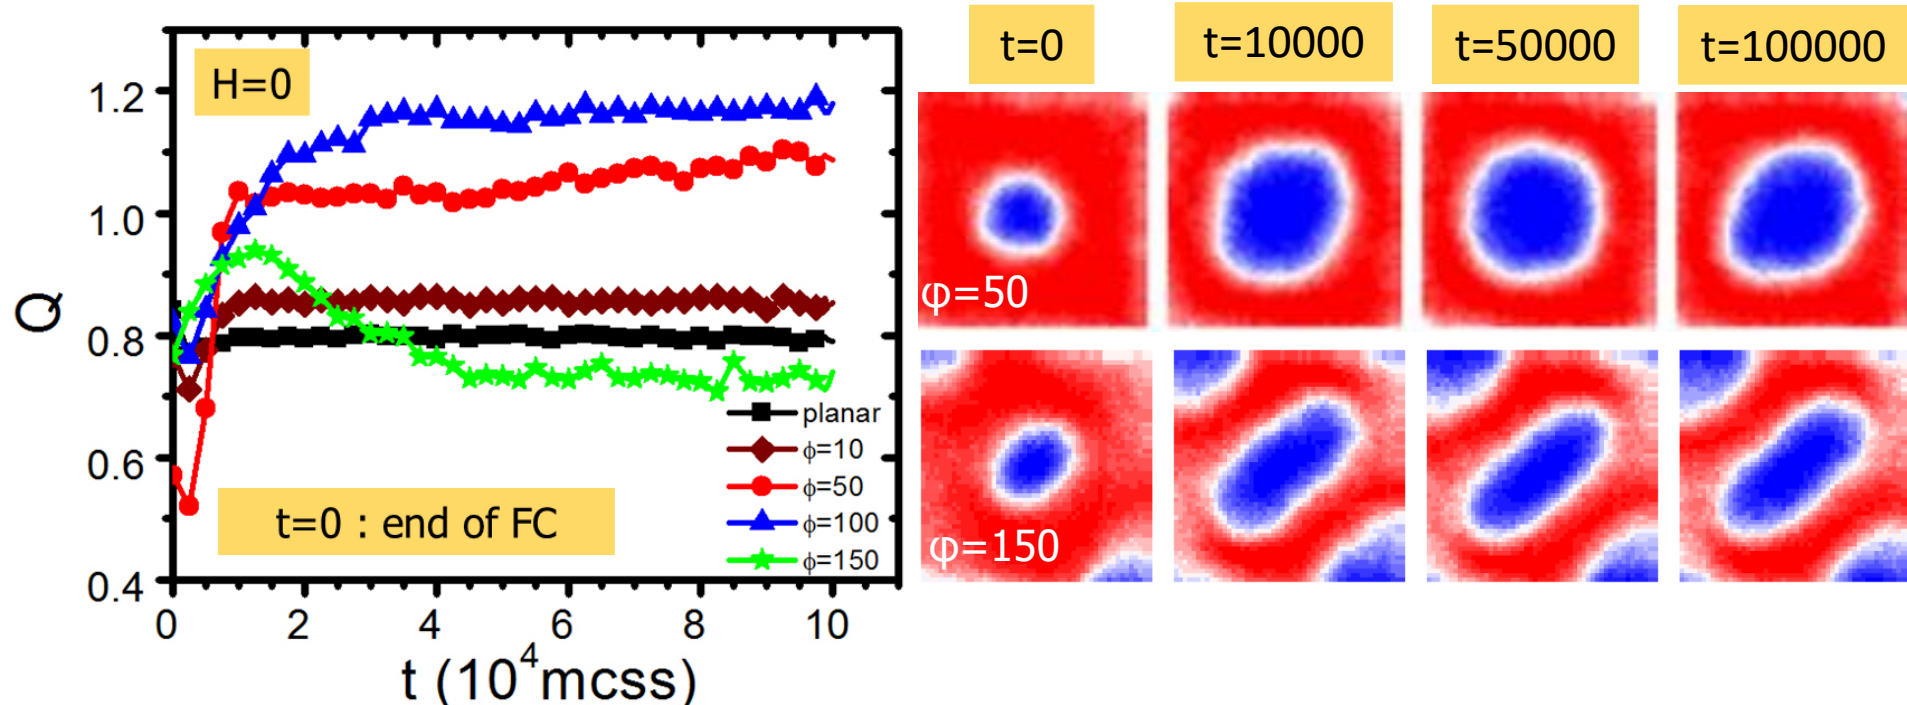 H=0
Q
1.2
1.0
0.8
0.6
0.4
t=0 : end of FC
planar
ϕ=10
ϕ=50
ϕ=100
ϕ=150
0 2 4 6 8 10
t (10⁴mcss)
t=0 t=10000 t=50000 t=100000
φ=50
φ=150